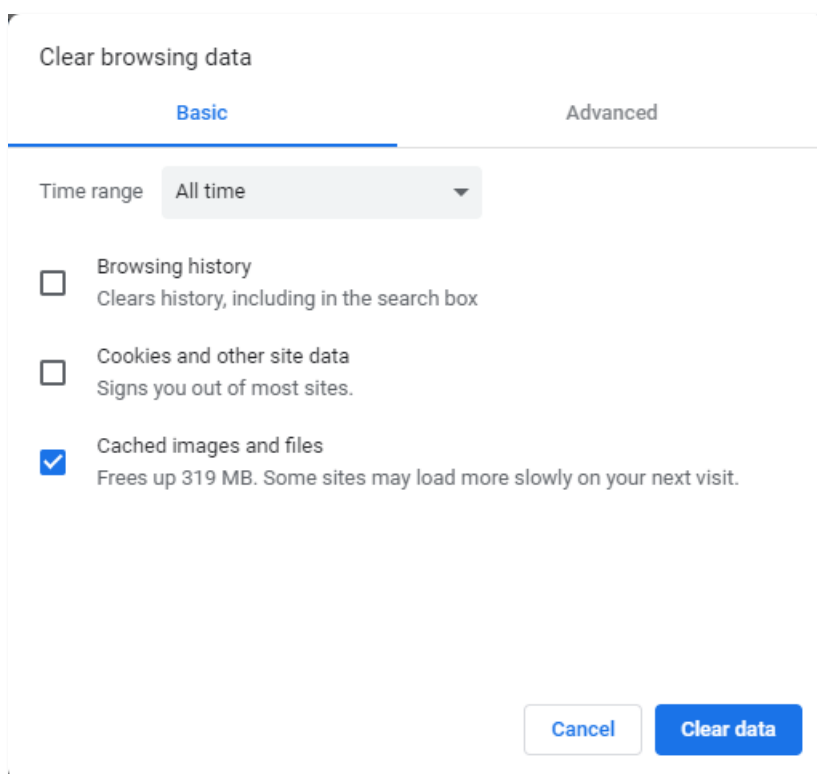 Clear browsing data
Basic Advanced
Time range All time
Browsing history
Clears history, including in the search box
Cookies and other site data
Signs you out of most sites.
Cached images and files
Frees up 319 MB. Some sites may load more slowly on your next visit.
Cancel Clear data